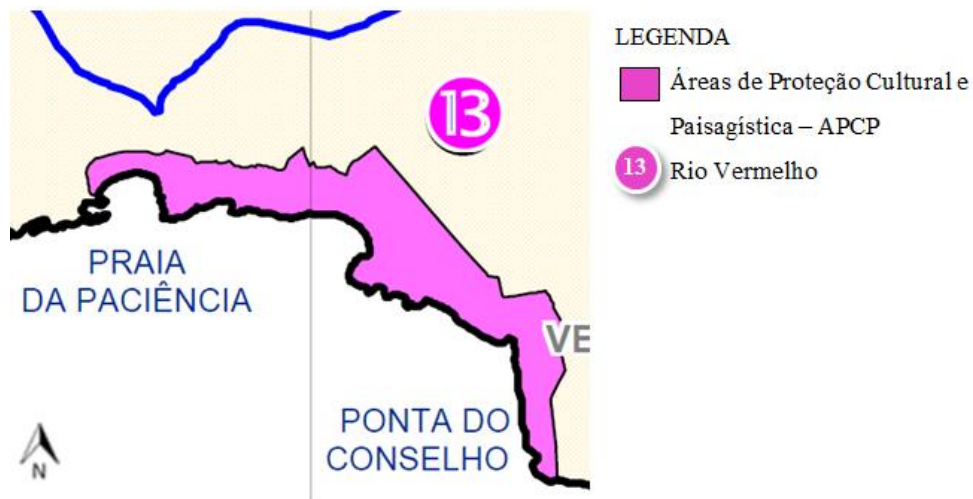 13
PRAIA
DA PACIÊNCIA
VE
PONTA DO
CONSELHO
N
LEGENDA
Áreas de Proteção Cultural e
Paisagística – APCP
13 Rio Vermelho